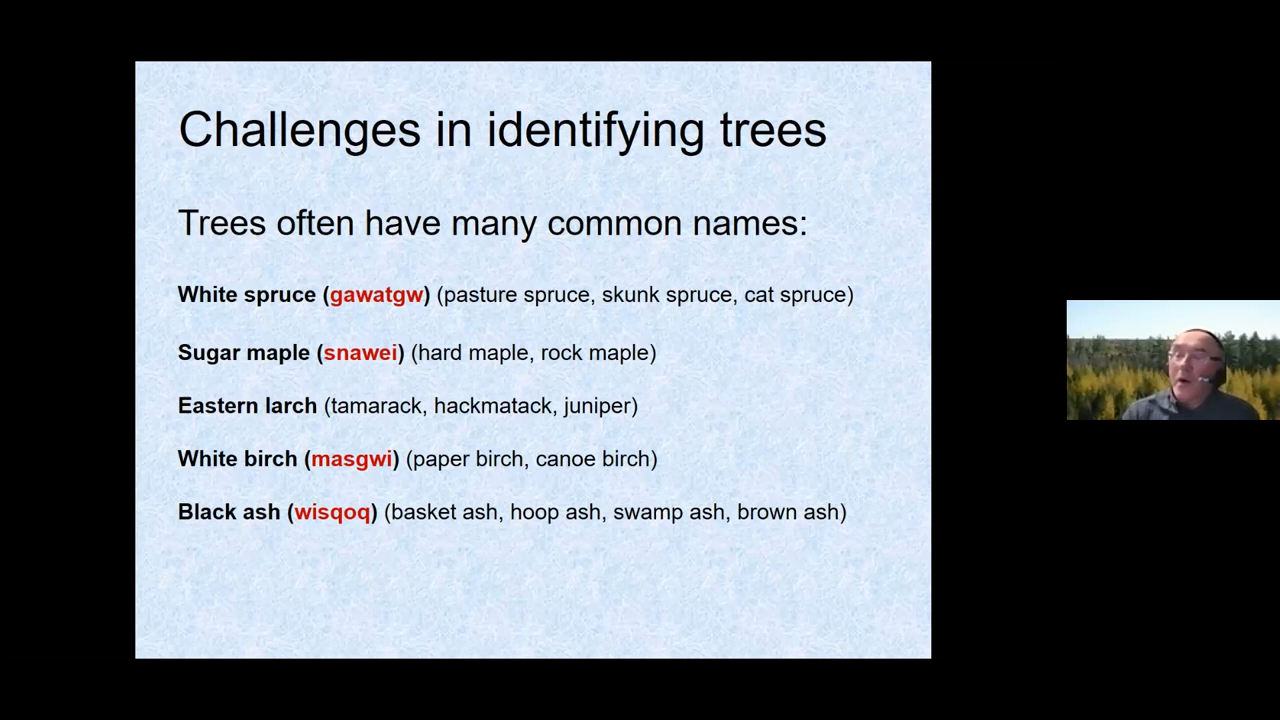 Challenges in identifying trees
Trees often have many common names:
White spruce (gawatgw) (pasture spruce, skunk spruce, cat spruce)
Sugar maple (snawei) (hard maple, rock maple)
Eastern larch (tamarack, hackmatack, juniper)
White birch (masgwi) (paper birch, canoe birch)
Black ash (wisqoq) (basket ash, hoop ash, swamp ash, brown ash)